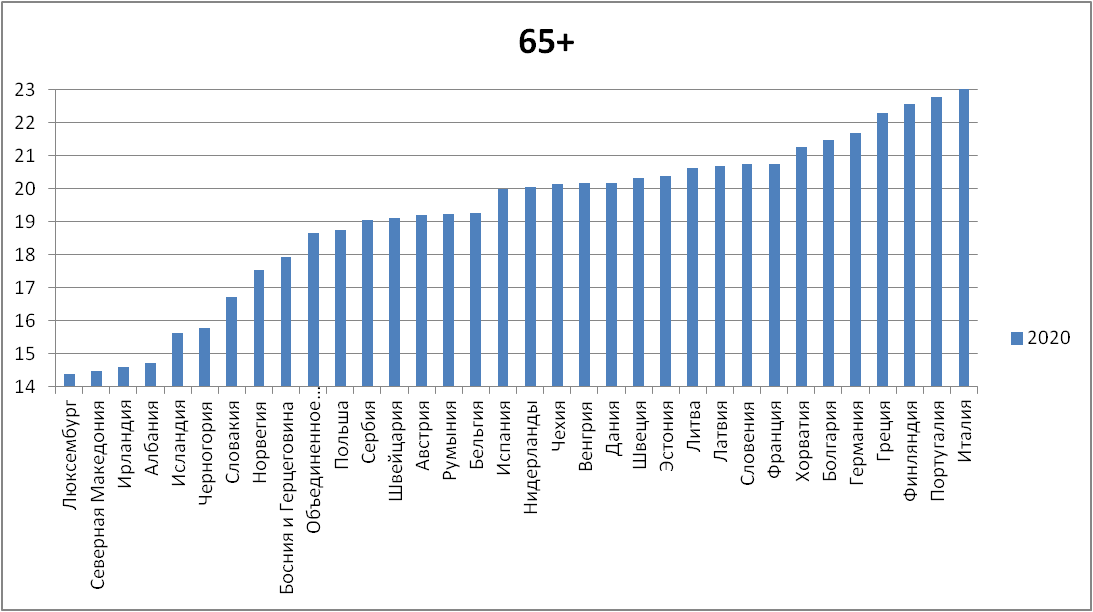 65+
23
22
21
20
19
18
17
16
15
14
2020
Люксембург
Северная Македония
Ирландия
Албания
Исландия
Черногория
Словакия
Норвегия
Босния и Герцеговина
Объединенное...
Польша
Сербия
Швейцария
Австрия
Румыния
Бельгия
Испания
Нидерланды
Чехия
Венгрия
Дания
Швеция
Эстония
Литва
Латвия
Словения
Франция
Хорватия
Болгария
Германия
Греция
Финляндия
Португалия
Италия